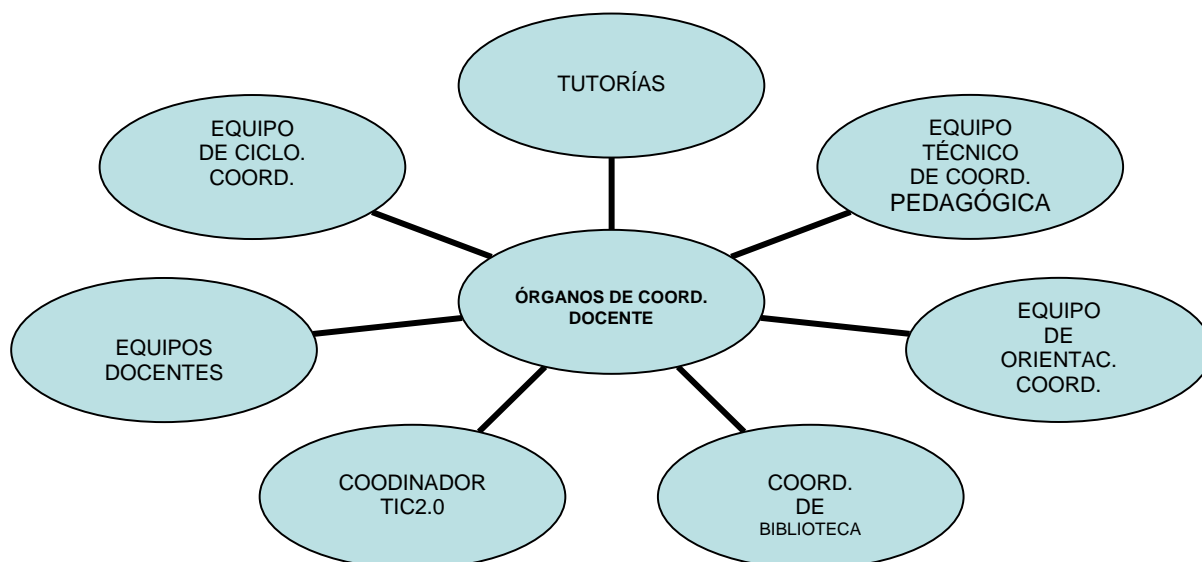 TUTORÍAS
EQUIPO
DE CICLO.
COORD.
EQUIPO
TÉCNICO
DE COORD.
PEDAGÓGICA
ÓRGANOS DE COORD.
DOCENTE
EQUIPOS
DOCENTES
EQUIPO
DE
ORIENTAC.
COORD.
COODINADOR
TIC2.0
COORD.
DE
BIBLIOTECA